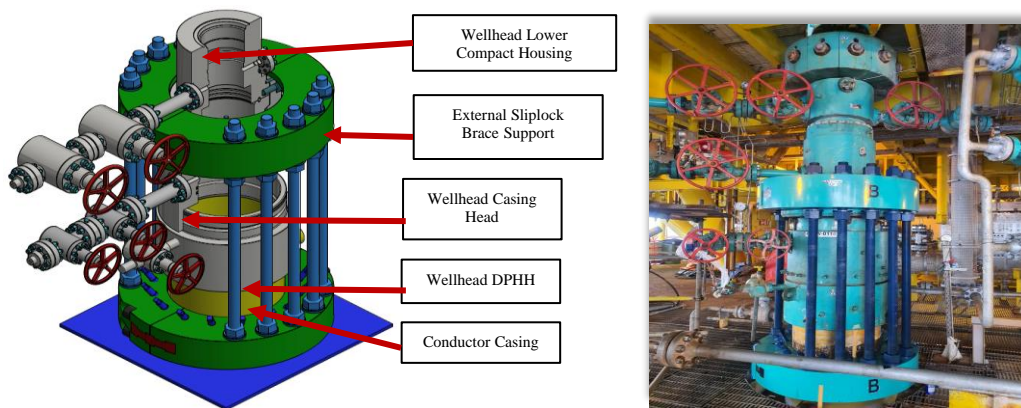 Wellhead Lower
Compact Housing
External Sliplock
Brace Support
Wellhead Casing
Head
Wellhead DPHH
Conductor Casing
B
B